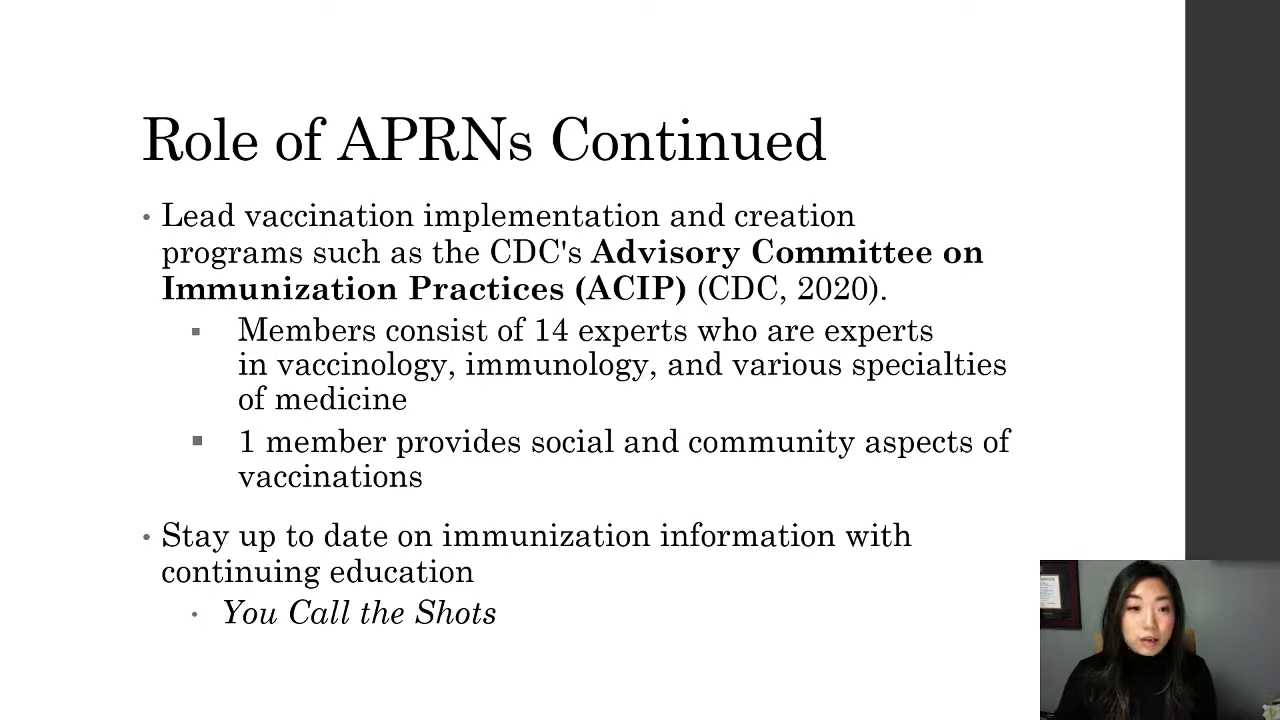 Role of APRNs Continued
• Lead vaccination implementation and creation
programs such as the CDC's Advisory Committee on
Immunization Practices (ACIP) (CDC, 2020).
▪ Members consist of 14 experts who are experts
in vaccinology, immunology, and various specialties
of medicine
▪ 1 member provides social and community aspects of
vaccinations
• Stay up to date on immunization information with
continuing education
• You Call the Shots